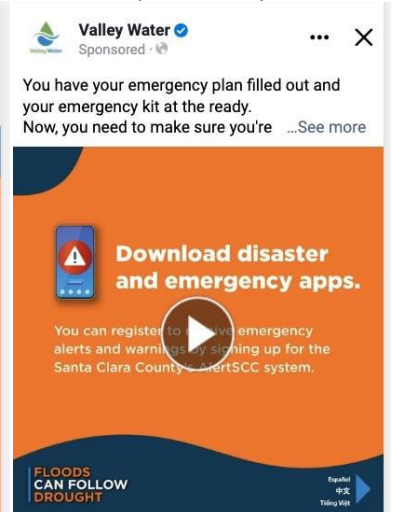 Valley Water
Sponsored ·
Valley Water
You have your emergency plan filled out and
your emergency kit at the ready.
Now, you need to make sure you're ...See more
Download disaster
and emergency apps.
You can register to receive emergency
alerts and warnings by signing up for the
Santa Clara County's AlertSCC system.
FLOODS
CAN FOLLOW
DROUGHT
Español
中文
Tiếng Việt